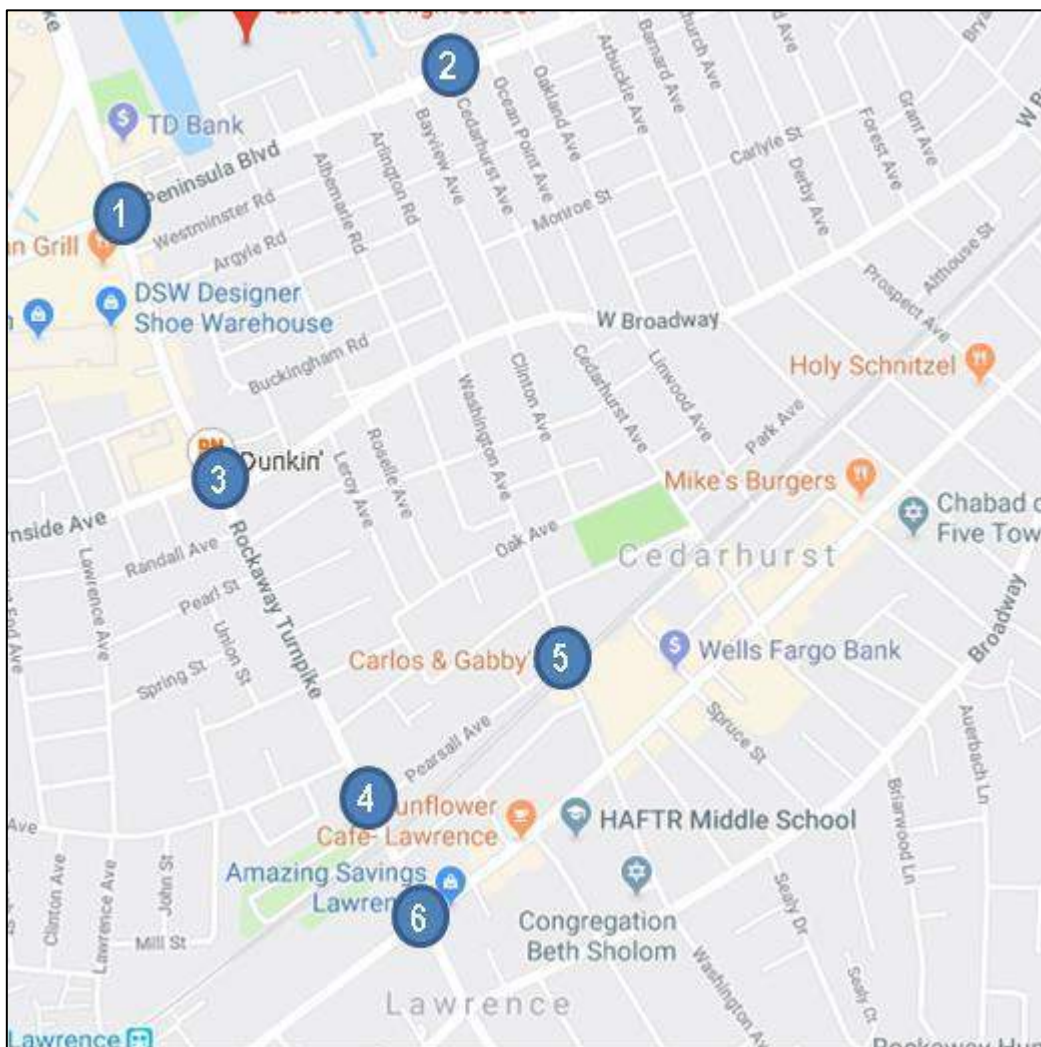 2
TD Bank
Peninsula Blvd
1
Westminster Rd
Argyle Rd
Albemarle Rd
Arlington Rd
Bayview Ave
Cedarhurst Ave
Ocean Point Ave
Oakland Ave
Arbuckle Ave
Barnard Ave
Monroe St
Carlyle St
Derby Ave
Forest Ave
Grant Ave
Grill
DSW Designer
Shoe Warehouse
Buckingham Rd
W Broadway
Prospect Ave
Althouse St
Holy Schnitzel
Washington Ave
Clinton Ave
Cedarhurst Ave
Linwood Ave
Park Ave
Mike's Burgers
Dunkin'
3
Leroy Ave
Roselle Ave
Oak Ave
Cedarhurst
Chabad
Five
Ave
Randall Ave
Rockaway Turnpike
Lawrence Ave
Pearl St
Union St
Spring St
Carlos & Gabby'
5
Wells Fargo Bank
Broadway
Pearsall Ave
Spruce St
Auerbach Ln
Briarwood Ln
4
Cafe- Lawrence
HAFTR Middle School
Amazing Savings
6
Congregation
Beth Sholom
Clinton Ave
Lawrence Ave
John St
Mill St
Sealy Dr
Washington
Sealy Ct
Lawrence
Lawrence